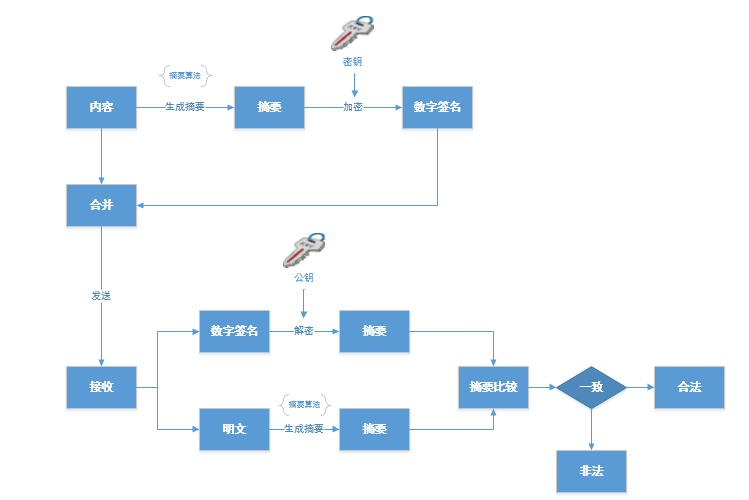 密钥
摘要算法
内容
生成摘要
摘要
加密
数字签名
合并
公钥
发送
数字签名
解密
摘要
接收
摘要比较
一致
合法
摘要算法
明文
生成摘要
摘要
非法